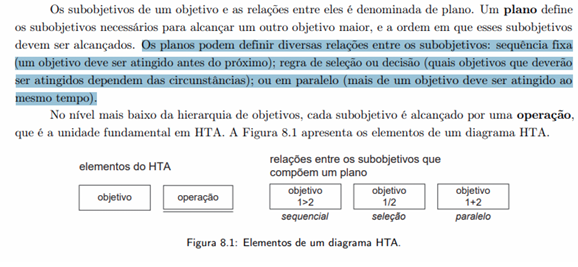 Os subobjetivos de um objetivo e as relações entre eles é denominada de plano. Um plano define
os subobjetivos necessários para alcançar um outro objetivo maior, e a ordem em que esses subobjetivos
devem ser alcançados. Os planos podem definir diversas relações entre os subobjetivos: sequência fixa
(um objetivo deve ser atingido antes do próximo); regra de seleção ou decisão (quais objetivos que deverão
ser atingidos dependem das circunstâncias); ou em paralelo (mais de um objetivo deve ser atingido ao
mesmo tempo).
No nível mais baixo da hierarquia de objetivos, cada subobjetivo é alcançado por uma operação,
que é a unidade fundamental em HTA. A Figura 8.1 apresenta os elementos de um diagrama HTA.
elementos do HTA
objetivo
operação
relações entre os subobjetivos que
compõem um plano
objetivo
1>2
sequencial
objetivo
1/2
seleção
objetivo
1+2
paralelo
Figura 8.1: Elementos de um diagrama HTA.